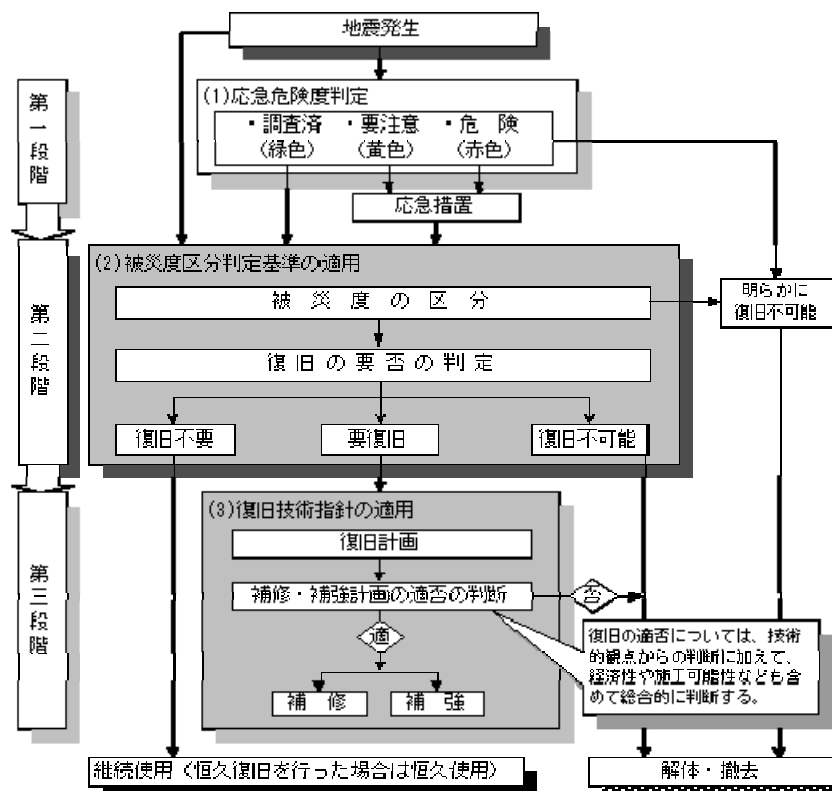 地震発生
第一段階
(1)応急危険度判定
・調査済 ・要注意 ・危 険
(緑色) (黄色) (赤色)
応急措置
第二段階
(2)被災度区分判定基準の適用
被 災 度 の 区 分
明らかに
復旧不可能
復 旧 の 要 否 の 判 定
復旧不要
要復旧
復旧不可能
第三段階
(3)復旧技術指針の適用
復旧計画
補修・補強計画の適否の判断
否
適
補 修
補 強
復旧の適否については、技術
的観点からの判断に加えて、
経済性や施工可能性なども含
めて総合的に判断する。
継続使用(恒久復旧を行った場合は恒久使用)
解体・撤去